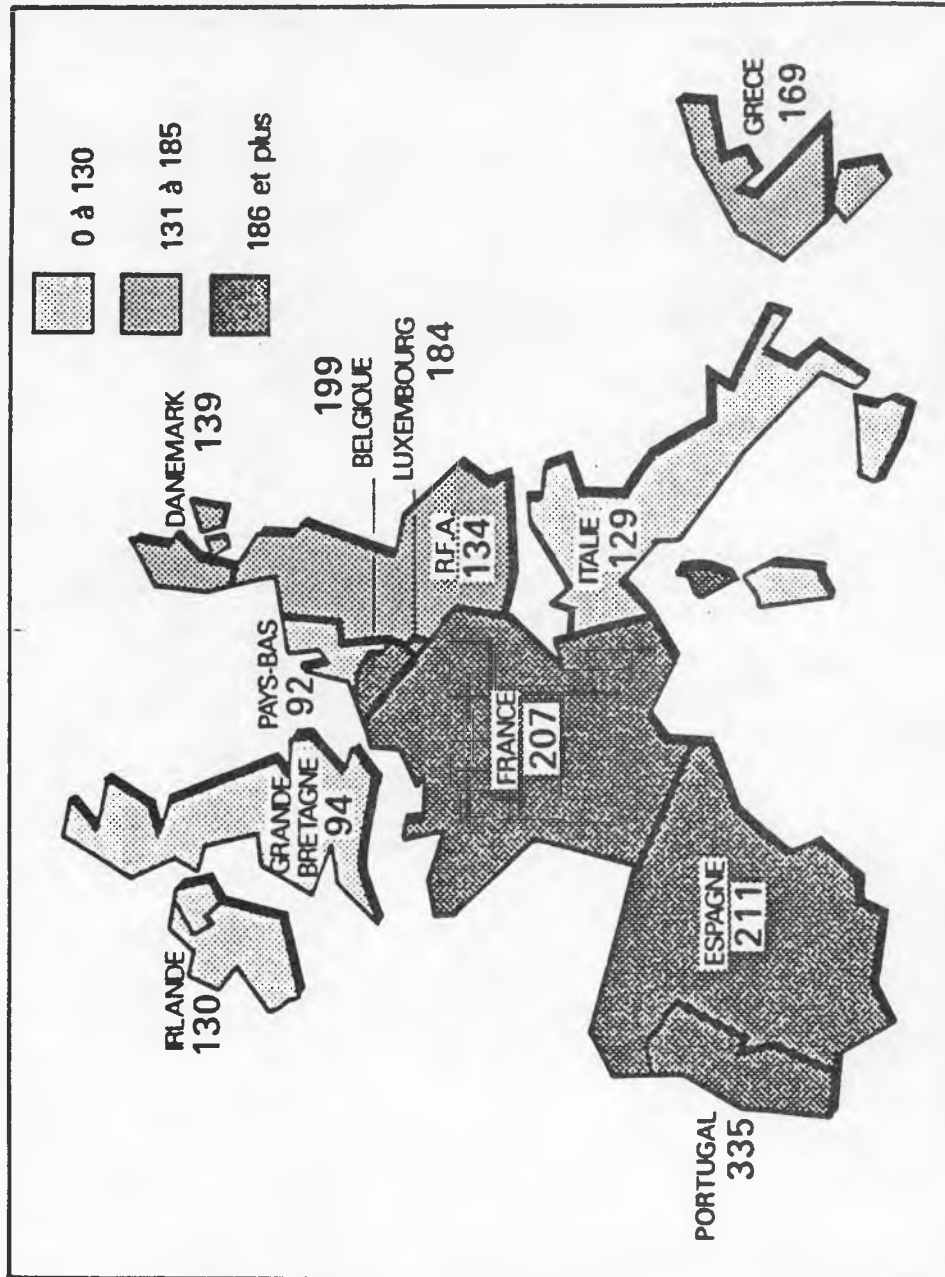 0 à 130
131 à 185
186 et plus
DANEMARK
139
IRLANDE
130
GRANDE
BRETAGNE
94
PAYS-BAS
92
199
BELGIQUE
LUXEMBOURG
184
R.F.A.
134
FRANCE
207
ITALIE
129
GRECE
169
ESPAGNE
211
PORTUGAL
335